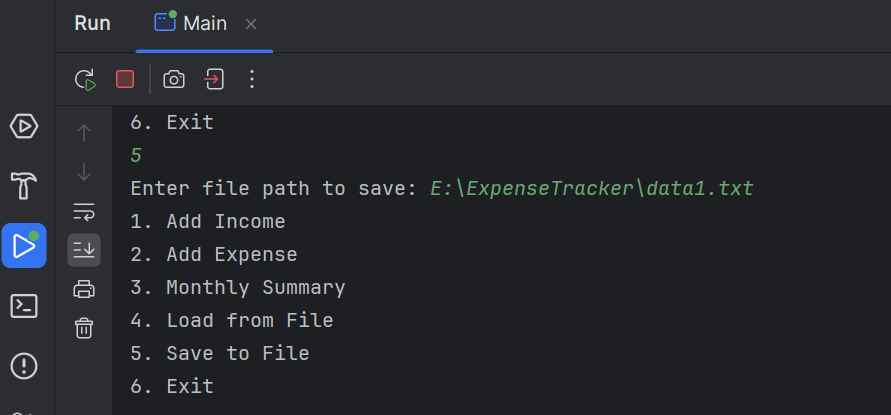 Run Main
6. Exit
5
Enter file path to save: E:\ExpenseTracker\data1.txt
1. Add Income
2. Add Expense
3. Monthly Summary
4. Load from File
5. Save to File
6. Exit